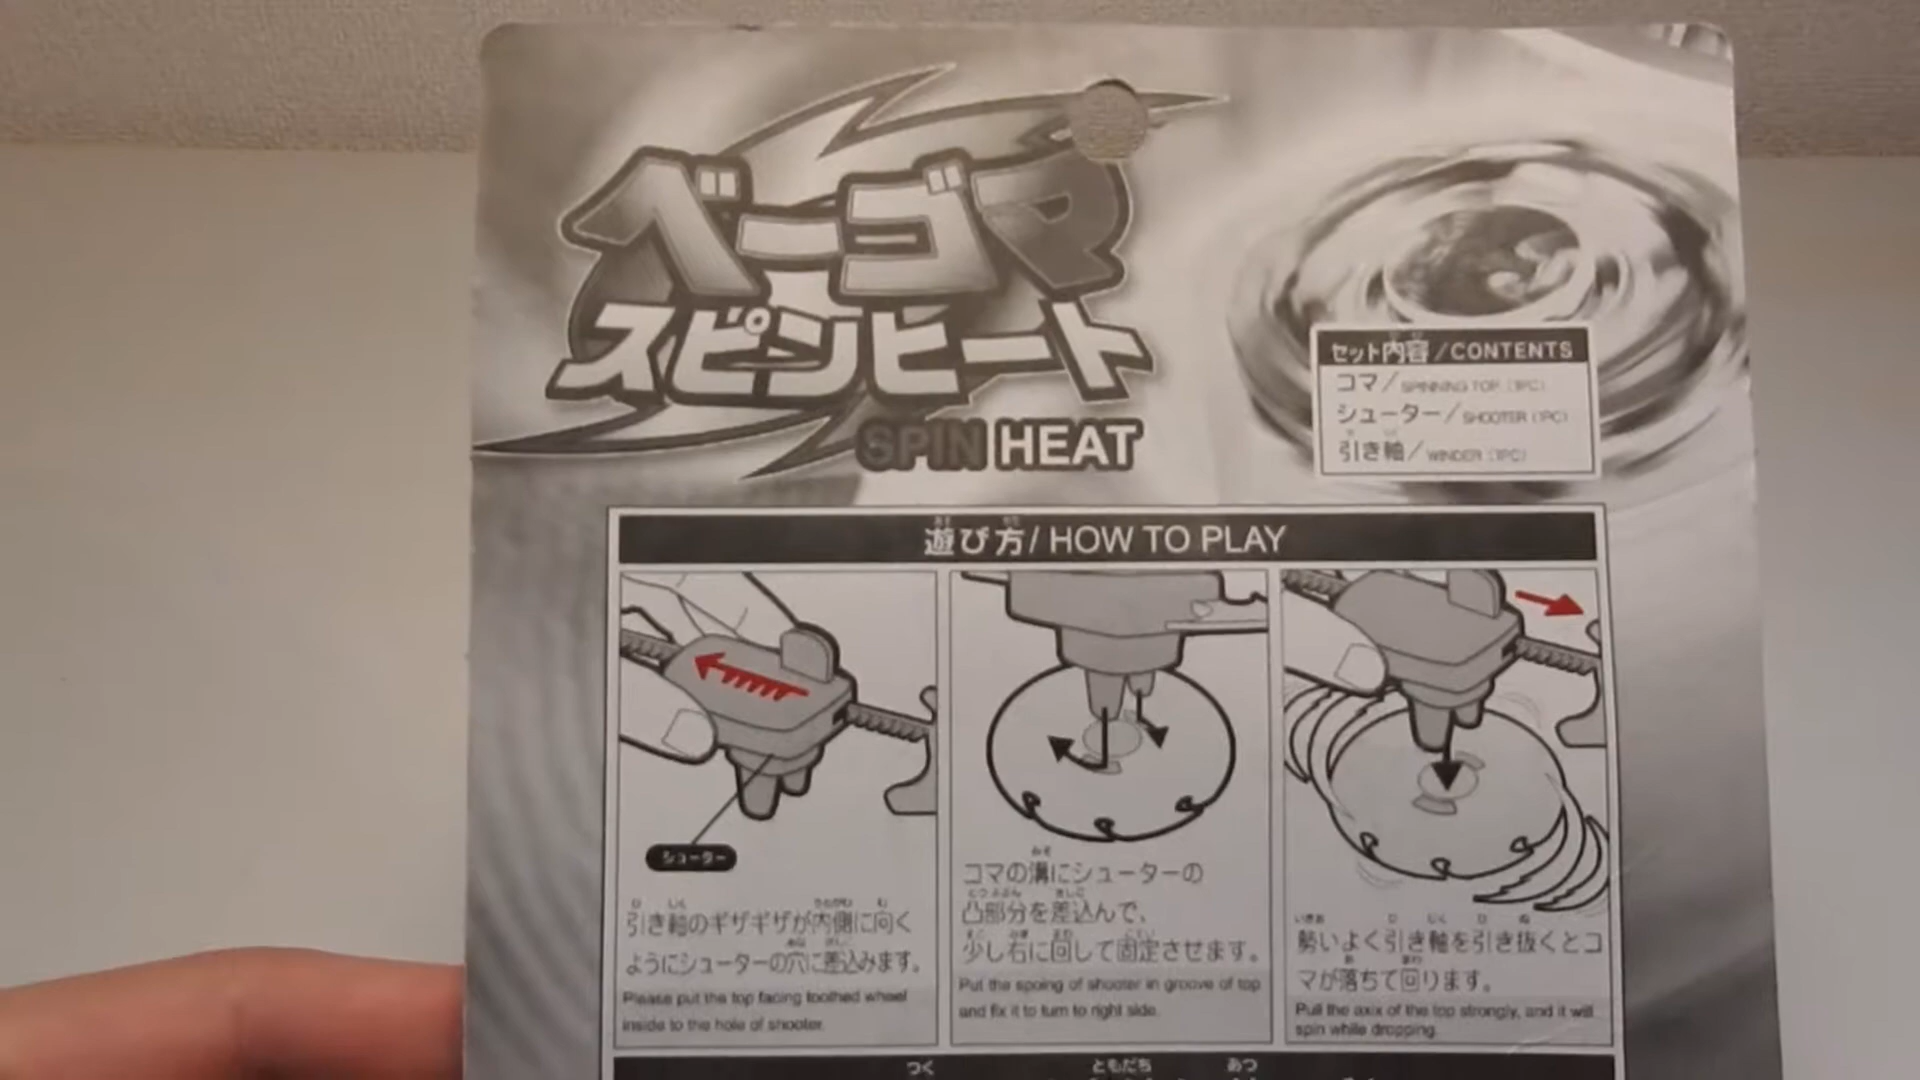 ベーゴマ
スピンヒート
SPIN HEAT
セット内容/CONTENTS
コマ/SPINNING TOP (1PC)
シューター/SHOOTER (1PC)
引き軸/WINDER (1PC)
遊び方/HOW TO PLAY
シューター
引き軸のギザギザが内側に向く
ようにシューターの穴に差込みます。
Please put the top facing toothed wheel
inside to the hole of shooter.
コマの溝にシューターの
凸部分を差込んで、
少し右に回して固定させます。
Put the spoing of shooter in groove of top
and fix it to turn to right side.
勢いよく引き軸を引き抜くとコ
マが落ちて回ります。
Pull the axix of the top strongly, and it will
spin while dropping.
つく ともだち あつ